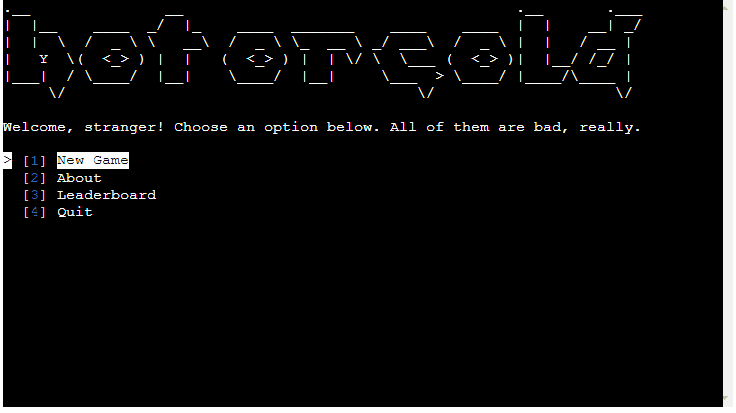 hotorcold
Welcome, stranger! Choose an option below. All of them are bad, really.
> [1] New Game
[2] About
[3] Leaderboard
[4] Quit